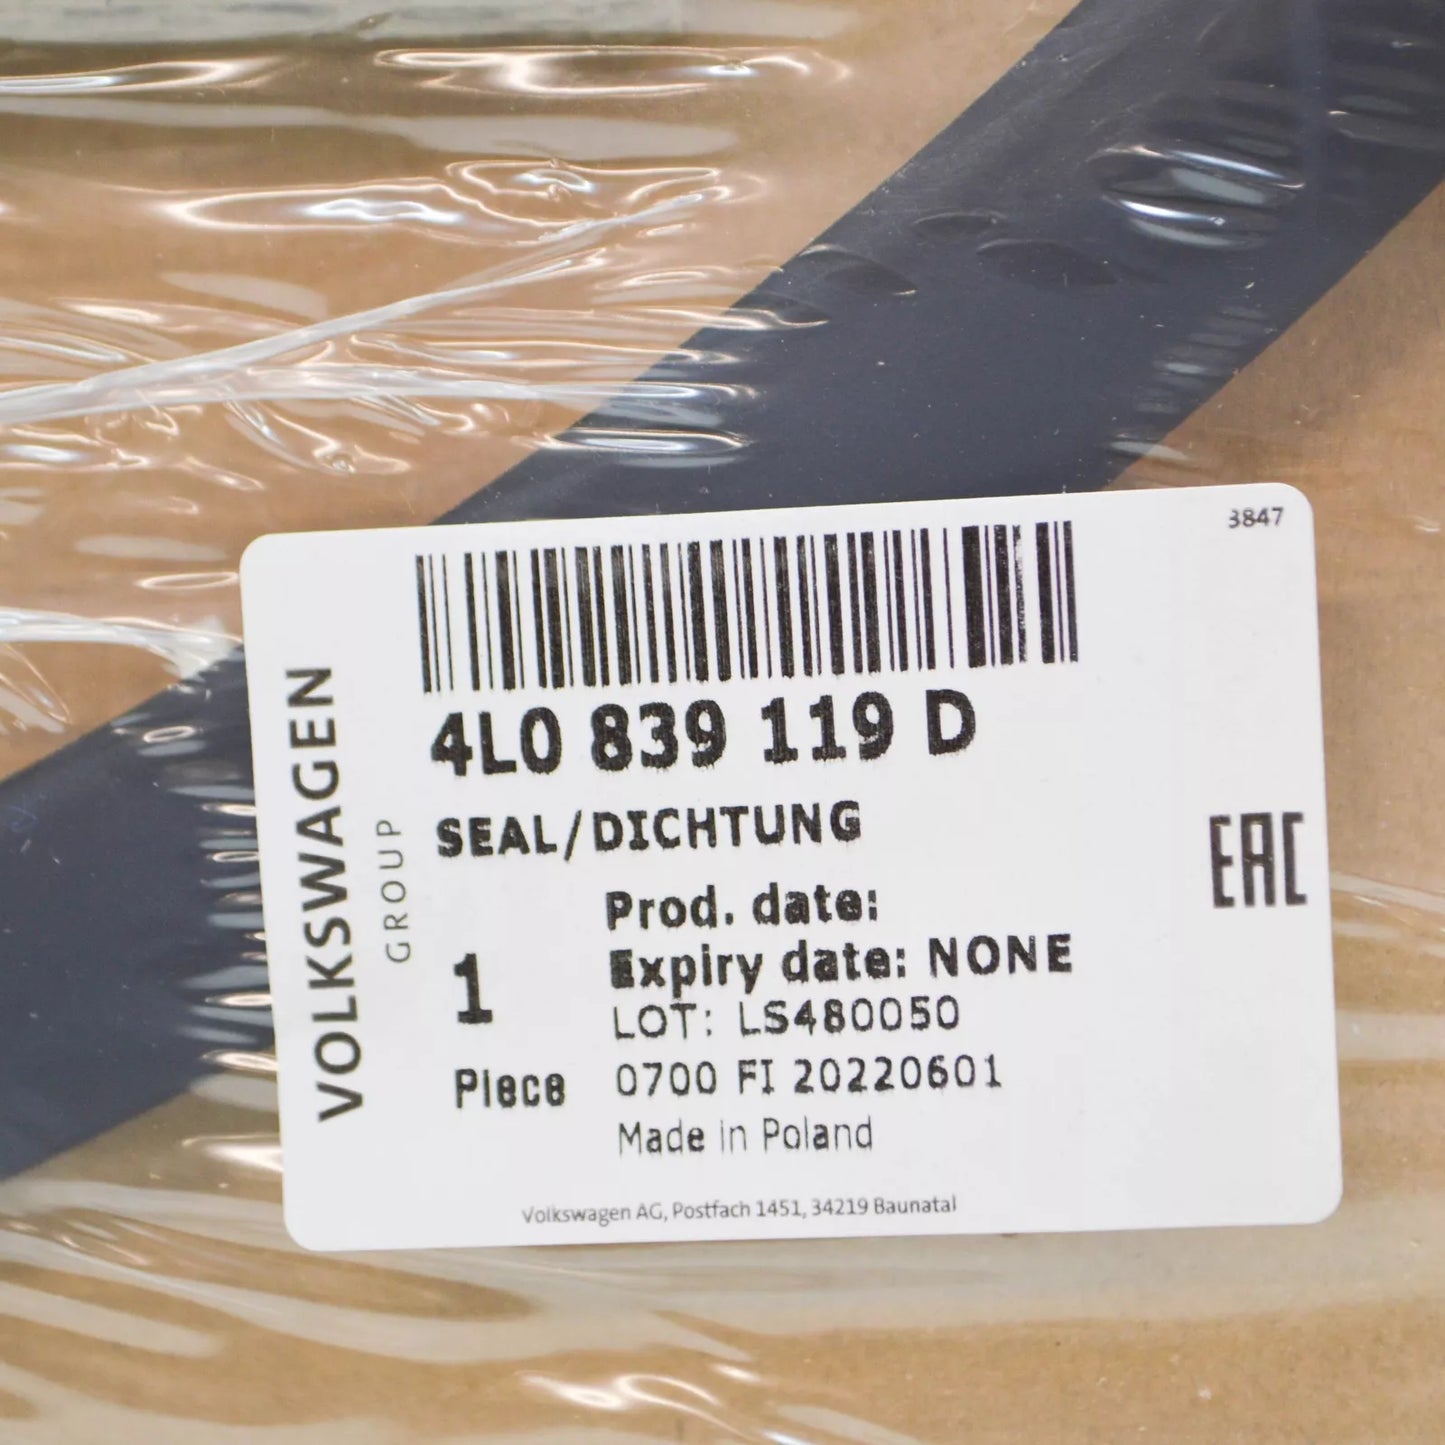 3847
VOLKSWAGEN
GROUP
4L0 839 119 D
SEAL/DICHTUNG
Prod. date:
Expiry date: NONE
1
LOT: LS480050
Piece
0700 FI 20220601
Made in Poland
EAC
Volkswagen AG, Postfach 1451, 34219 Baunatal